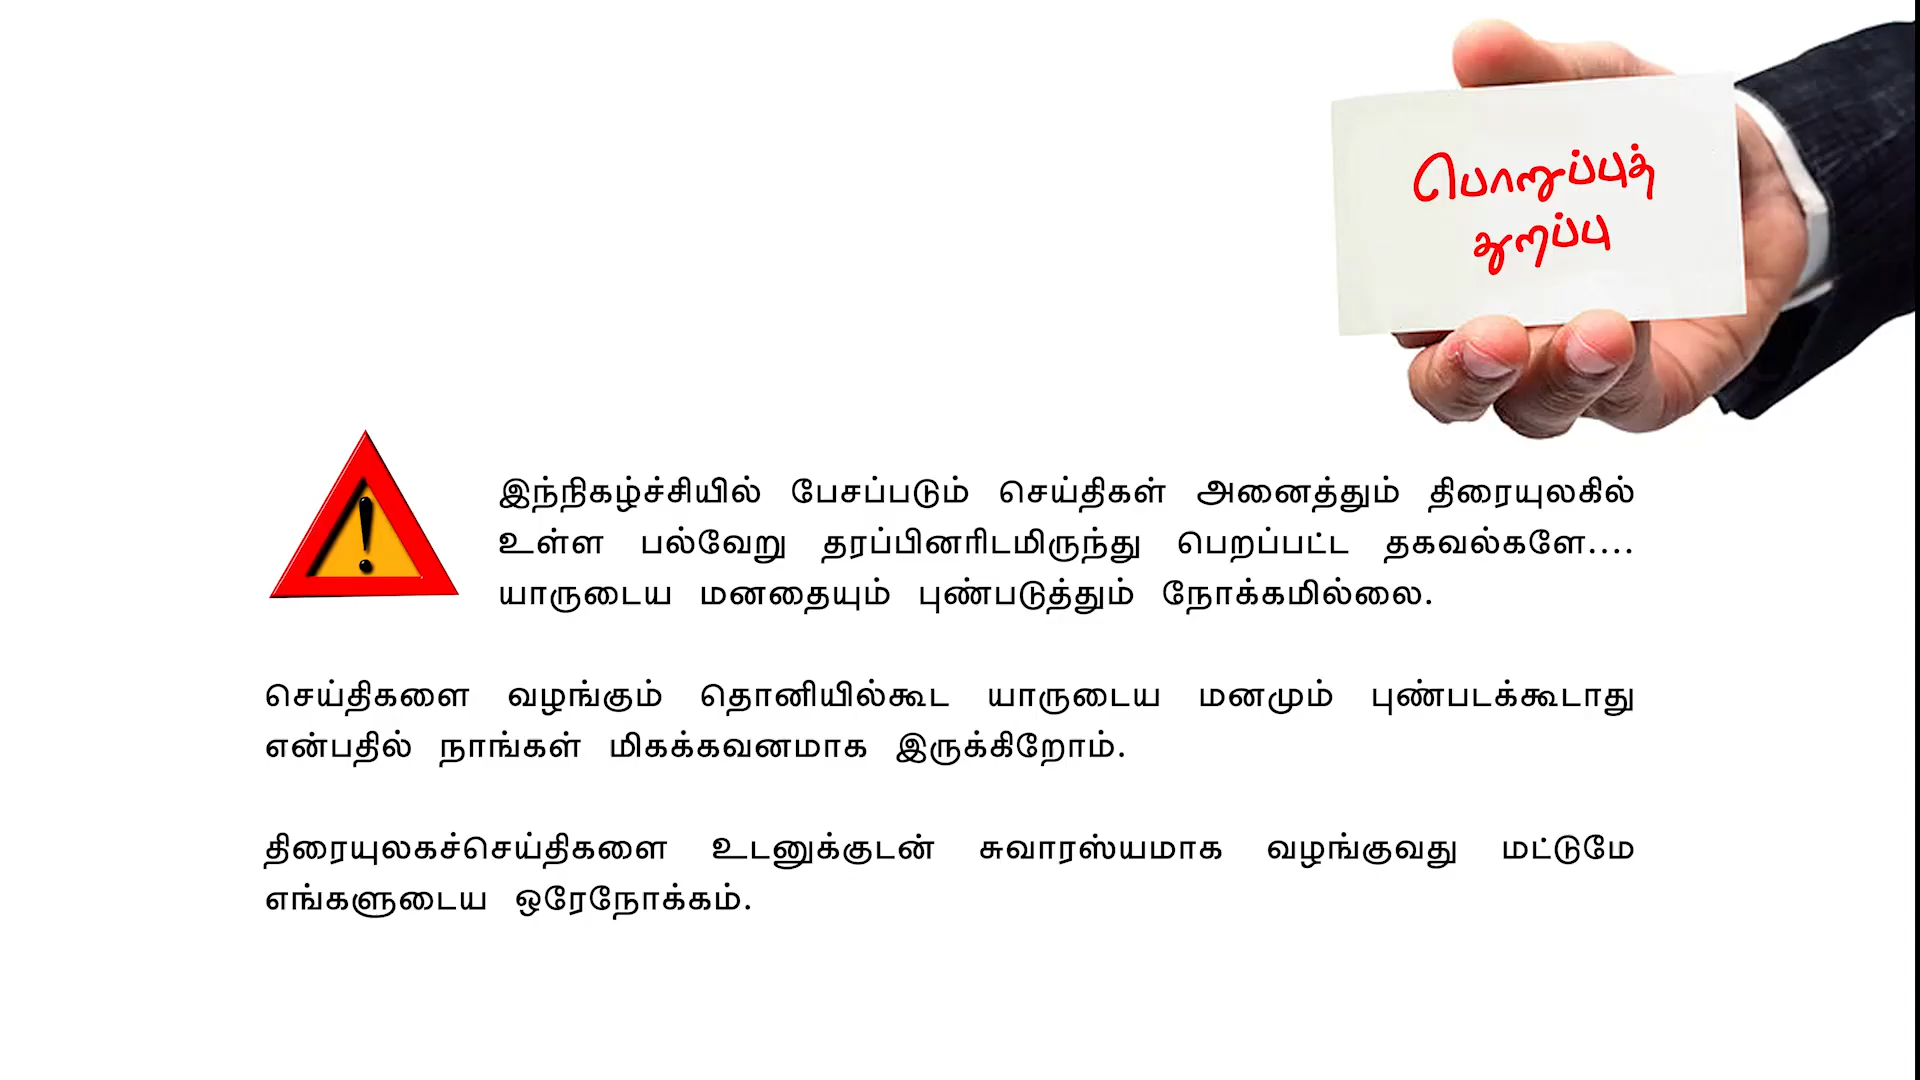 பொறுப்புத்
துறப்பு
இந்நிகழ்ச்சியில் பேசப்படும் செய்திகள் அனைத்தும் திரையுலகில்
உள்ள பல்வேறு தரப்பினரிடமிருந்து பெறப்பட்ட தகவல்களே....
யாருடைய மனதையும் புண்படுத்தும் நோக்கமில்லை.
செய்திகளை வழங்கும் தொனியில்கூட யாருடைய மனமும் புண்படக்கூடாது
என்பதில் நாங்கள் மிகக்கவனமாக இருக்கிறோம்.
திரையுலகச்செய்திகளை உடனுக்குடன் சுவாரஸ்யமாக வழங்குவது மட்டுமே
எங்களுடைய ஒரேநோக்கம்.